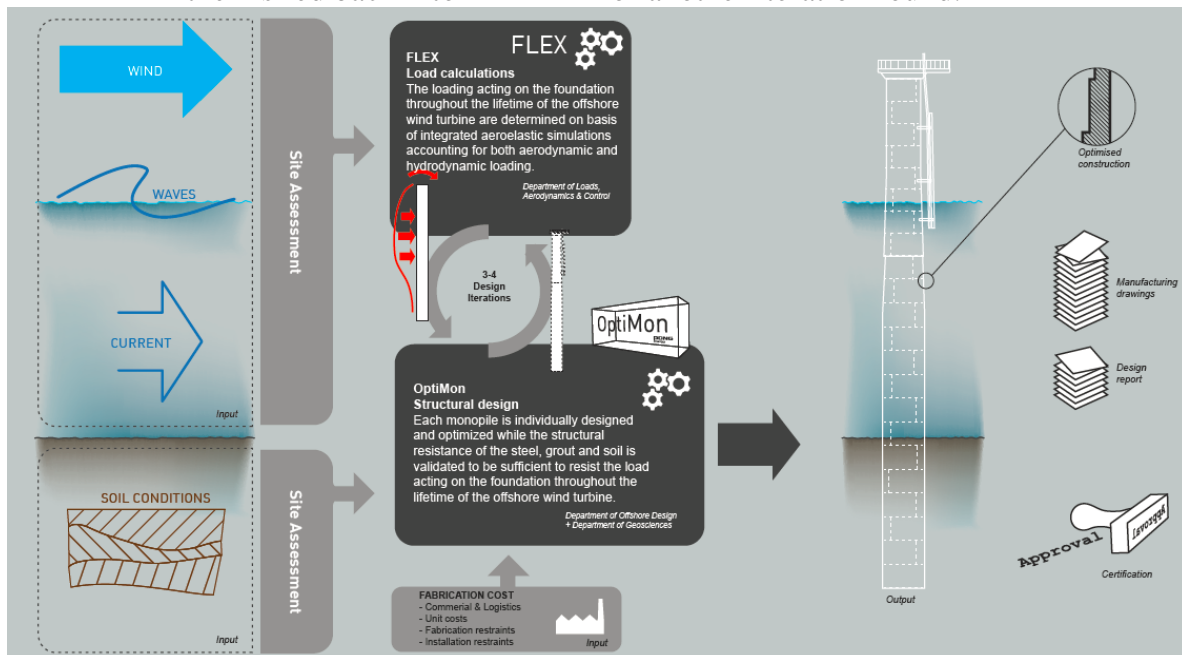 WIND
WAVES
CURRENT
Input
Site Assessment
SOIL CONDITIONS
Input
Site Assessment
FLEX
FLEX
Load calculations
The loading acting on the foundation
throughout the lifetime of the offshore
wind turbine are determined on basis
of integrated aeroelastic simulations
accounting for both aerodynamic and
hydrodynamic loading.
Department of Loads,
Aerodynamics & Control
3-4
Design
Iterations
OptiMon
DONG
OptiMon
Structural design
Each monopile is individually designed
and optimized while the structural
resistance of the steel, grout and soil is
validated to be sufficient to resist the load
acting on the foundation throughout the
lifetime of the offshore wind turbine.
Department of Offshore Design
+ Department of Geosciences
FABRICATION COST
- Commerial & Logistics
- Unit costs
- Fabrication restraints
- Installation restraints
Input
Output
Optimised
construction
Manufacturing
drawings
Design
report
Approval
Certification